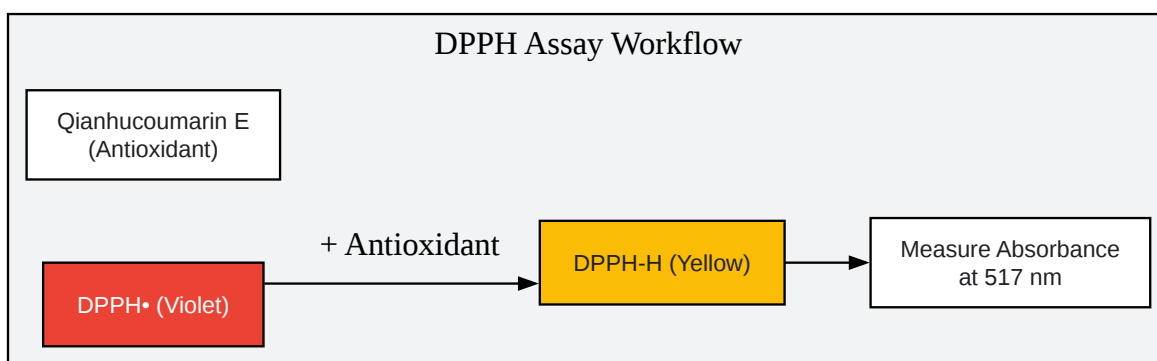 DPPH Assay Workflow
Qianhucoumarin E
(Antioxidant)
+ Antioxidant
DPPH• (Violet)
DPPH-H (Yellow)
Measure Absorbance
at 517 nm